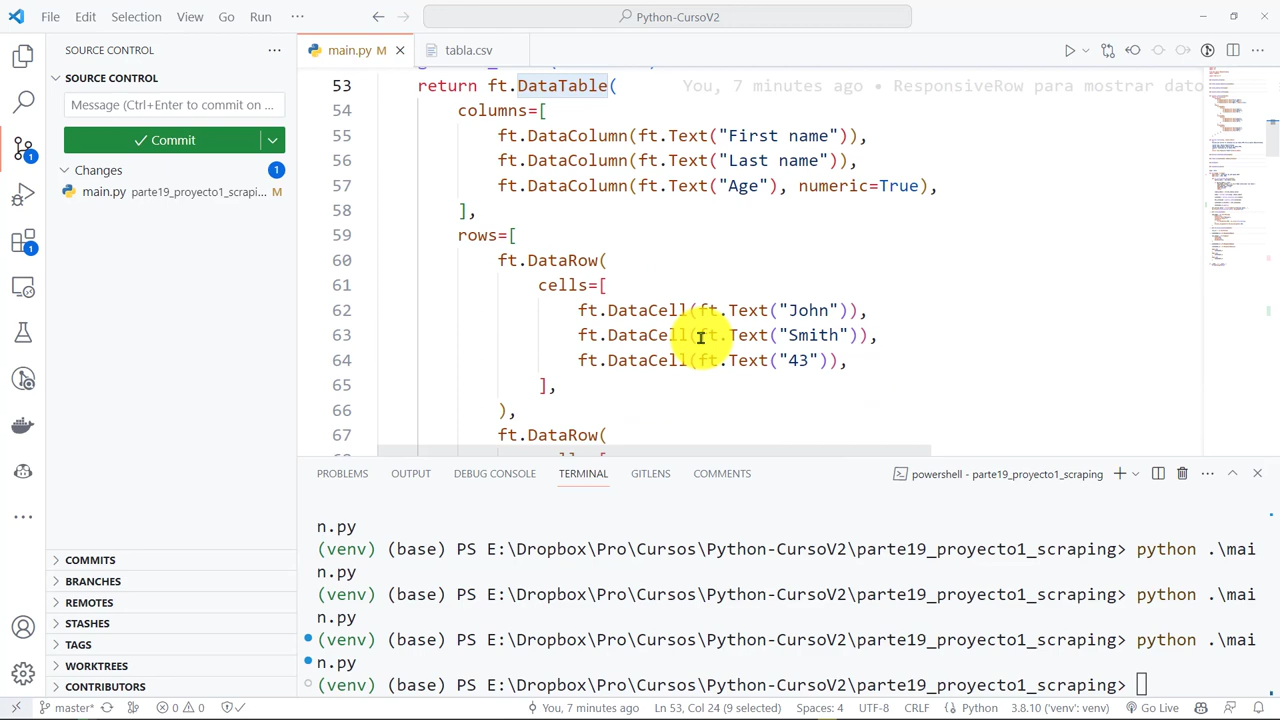 File Edit Selection View Go Run ··· Python-CursoV2
SOURCE CONTROL ···
main.py M
tabla.csv
SOURCE CONTROL
Message (Ctrl+Enter to commit on ...
Commit
Changes 1
main.py parte19_proyecto1_scrapi... M
COMMITS
BRANCHES
REMOTES
STASHES
TAGS
WORKTREES
CONTRIBUTORS
53 return ft.DataTable( 7 minutes ago • ResponsiveRow para
54 columns=[
55 ft.DataColumn(ft.Text("First name")),
56 ft.DataColumn(ft.Text("Last name")),
57 ft.DataColumn(ft.Text("Age"), numeric=True),
58 ],
59 rows=[
60 ft.DataRow(
61 cells=[
62 ft.DataCell(ft.Text("John")),
63 ft.DataCell(ft.Text("Smith")),
64 ft.DataCell(ft.Text("43")),
65 ],
66 ),
67 ft.DataRow(
PROBLEMS OUTPUT DEBUG CONSOLE TERMINAL GITLENS COMMENTS powershell - parte19_proyecto1_scraping
n.py
(venv) (base) PS E:\Dropbox\Pro\Cursos\Python-CursoV2\parte19_proyecto1_scraping> python .\mai
n.py
(venv) (base) PS E:\Dropbox\Pro\Cursos\Python-CursoV2\parte19_proyecto1_scraping> python .\mai
n.py
(venv) (base) PS E:\Dropbox\Pro\Cursos\Python-CursoV2\parte19_proyecto1_scraping> python .\mai
n.py
(venv) (base) PS E:\Dropbox\Pro\Cursos\Python-CursoV2\parte19_proyecto1_scraping>
master* 0 0 You, 7 minutes ago Ln 53, Col 24 (9 selected) Spaces: 4 UTF-8 CRLF Python 3.8.10 ('venv': venv) Go Live